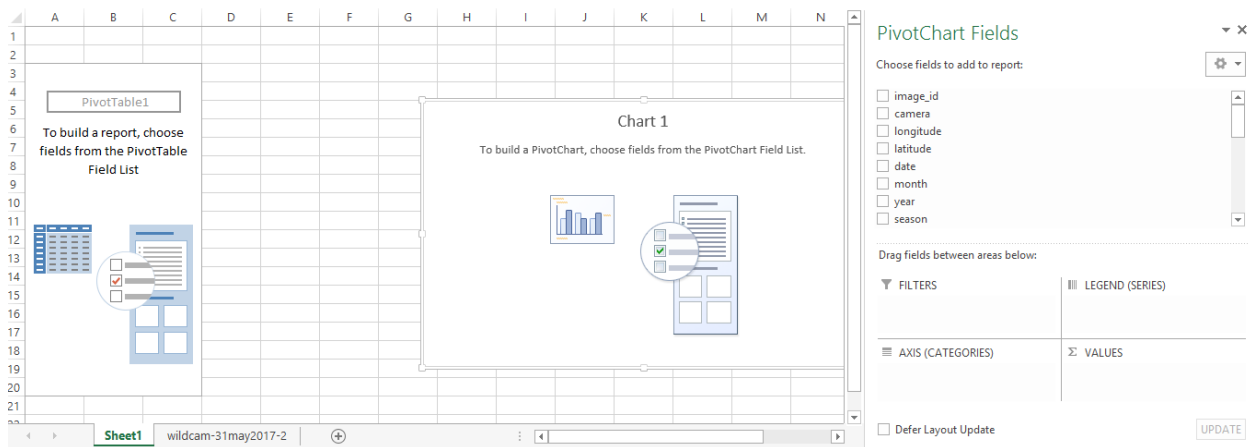 A B C D E F G H I J K L M N
1
2
3
4
5
6
7
8
9
10
11
12
13
14
15
16
17
18
19
20
21
22
PivotTable1
To build a report, choose
fields from the PivotTable
Field List
Chart 1
To build a PivotChart, choose fields from the PivotChart Field List.
Sheet1 wildcam-31may2017-2
PivotChart Fields
Choose fields to add to report:
image_id
camera
longitude
latitude
date
month
year
season
Drag fields between areas below:
FILTERS
LEGEND (SERIES)
AXIS (CATEGORIES)
Σ VALUES
Defer Layout Update
UPDATE